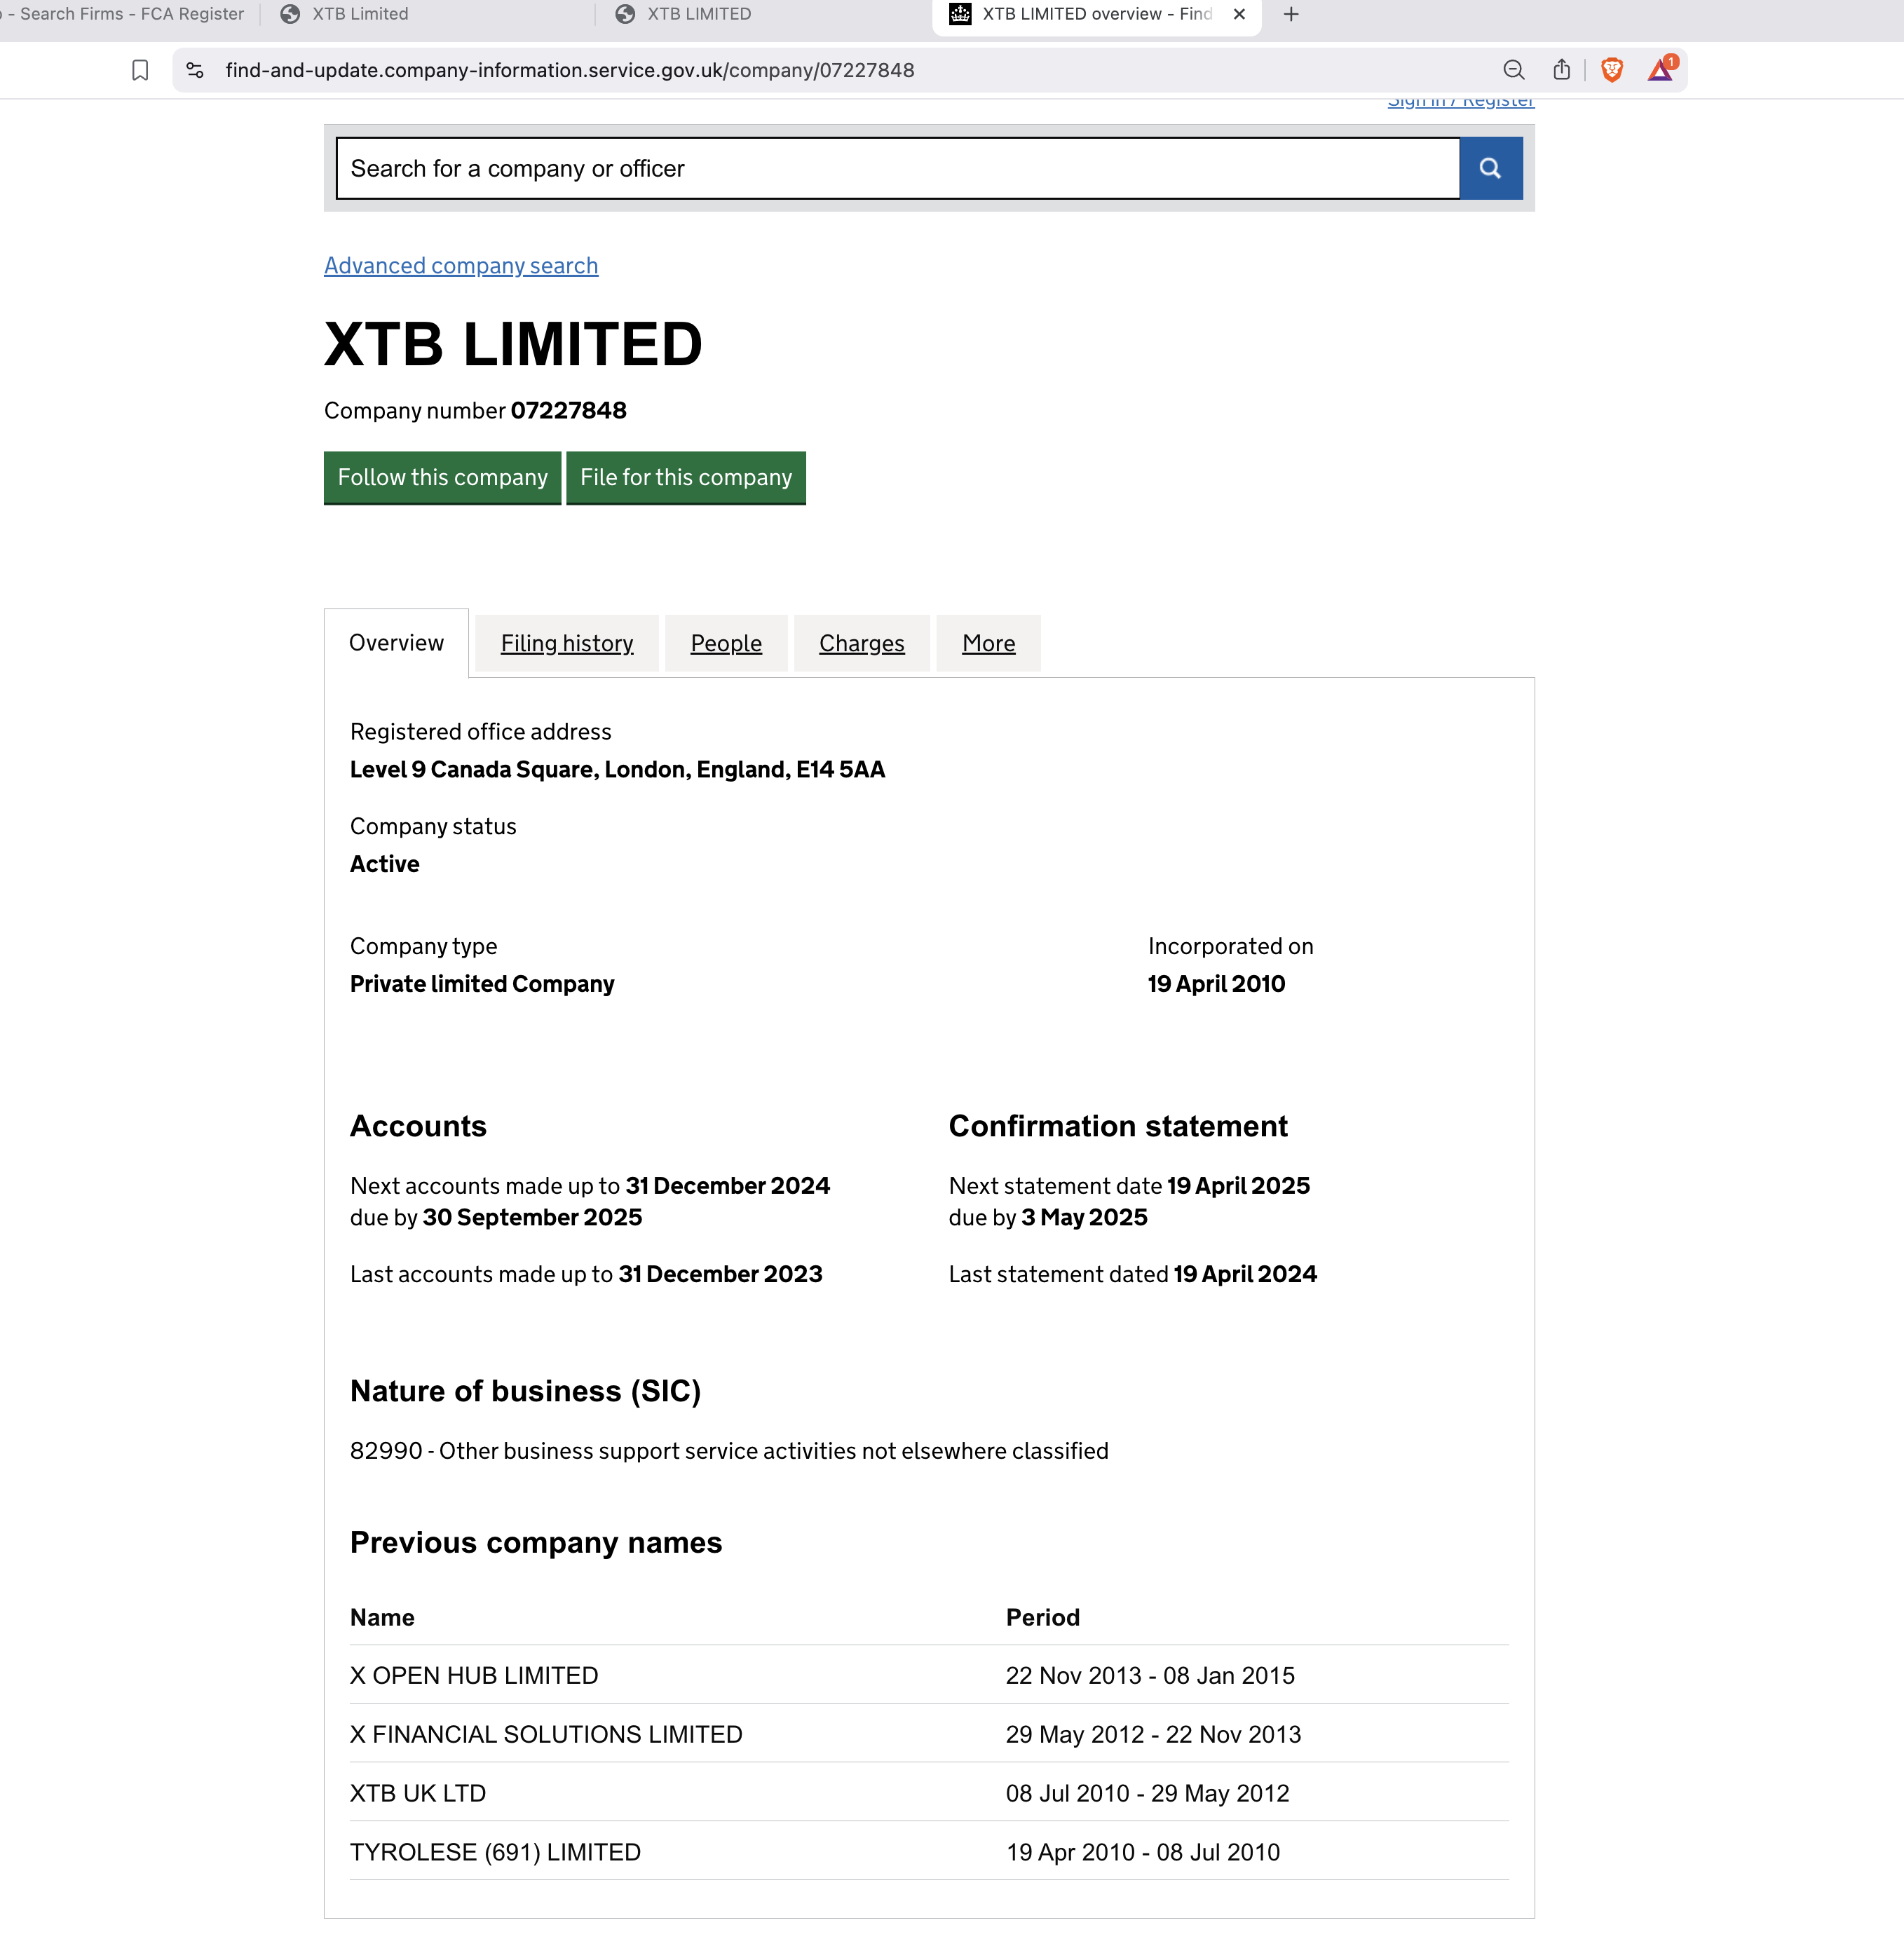 - Search Firms - FCA Register
XTB Limited
XTB LIMITED
XTB LIMITED overview - Find
find-and-update.company-information.service.gov.uk/company/07227848
1
Sign in / Register
Search for a company or officer
Advanced company search
XTB LIMITED
Company number 07227848
Follow this company
File for this company
Overview
Filing history
People
Charges
More
Registered office address
Level 9 Canada Square, London, England, E14 5AA
Company status
Active
Company type
Private limited Company
Incorporated on
19 April 2010
Accounts
Next accounts made up to 31 December 2024
due by 30 September 2025
Last accounts made up to 31 December 2023
Confirmation statement
Next statement date 19 April 2025
due by 3 May 2025
Last statement dated 19 April 2024
Nature of business (SIC)
82990 - Other business support service activities not elsewhere classified
Previous company names
Name
Period
X OPEN HUB LIMITED
22 Nov 2013 - 08 Jan 2015
X FINANCIAL SOLUTIONS LIMITED
29 May 2012 - 22 Nov 2013
XTB UK LTD
08 Jul 2010 - 29 May 2012
TYROLESE (691) LIMITED
19 Apr 2010 - 08 Jul 2010